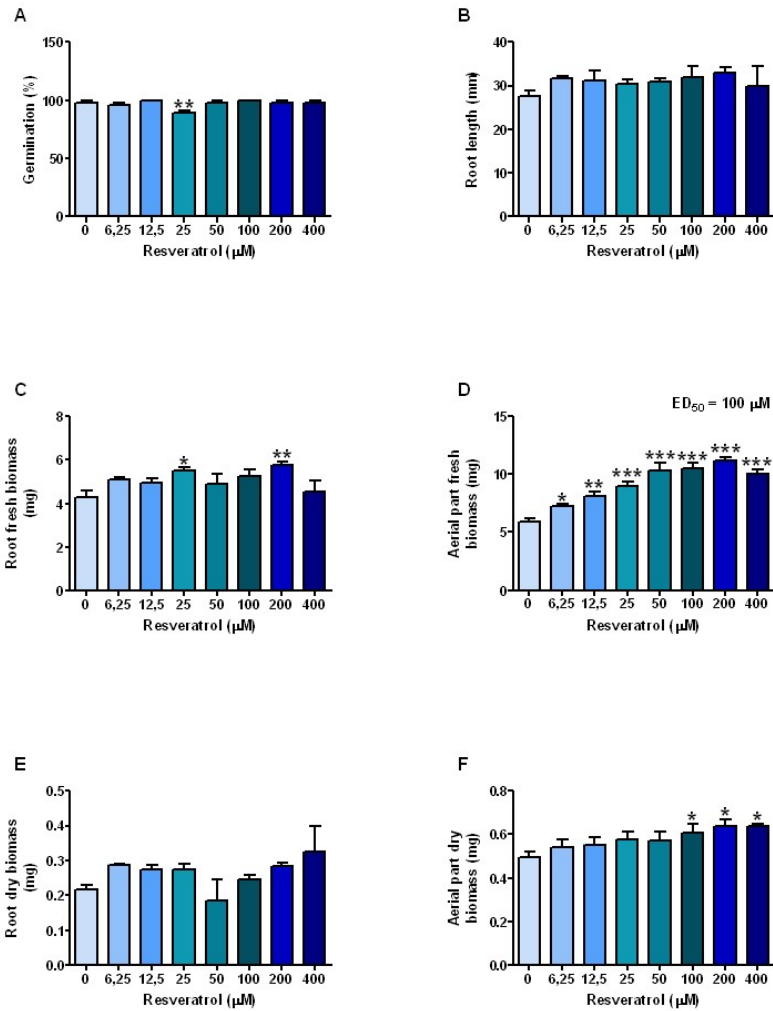 A
Germination (%)
150
100
50
0
**
0 6,25 12,5 25 50 100 200 400
Resveratrol (µM)
B
Root length (mm)
40
30
20
10
0
0 6,25 12,5 25 50 100 200 400
Resveratrol (µM)
C
Root fresh biomass
(mg)
8
6
4
2
0
* **
0 6,25 12,5 25 50 100 200 400
Resveratrol (µM)
D
ED50 = 100 µM
Aerial part fresh
biomass (mg)
15
10
5
0
* ** *** *** *** *** ***
0 6,25 12,5 25 50 100 200 400
Resveratrol (µM)
E
Root dry biomass
(mg)
0.5
0.4
0.3
0.2
0.1
0.0
0 6,25 12,5 25 50 100 200 400
Resveratrol (µM)
F
Aerial part dry
biomass (mg)
0.8
0.6
0.4
0.2
0.0
* * *
0 6,25 12,5 25 50 100 200 400
Resveratrol (µM)